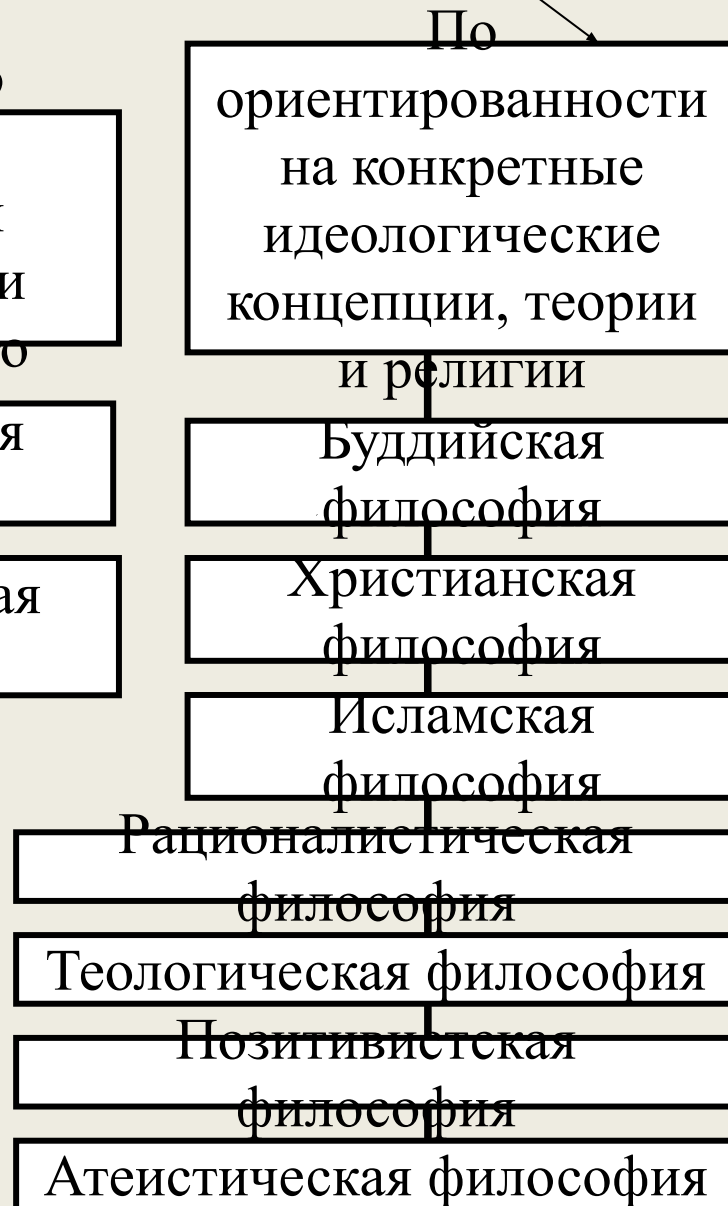 По
ориентированности
на конкретные
идеологические
концепции, теории
и религии
Буддийская
философия
Христианская
философия
Исламская
философия
Рационалистическая
философия
Теологическая философия
Позитивистская
философия
Атеистическая философия